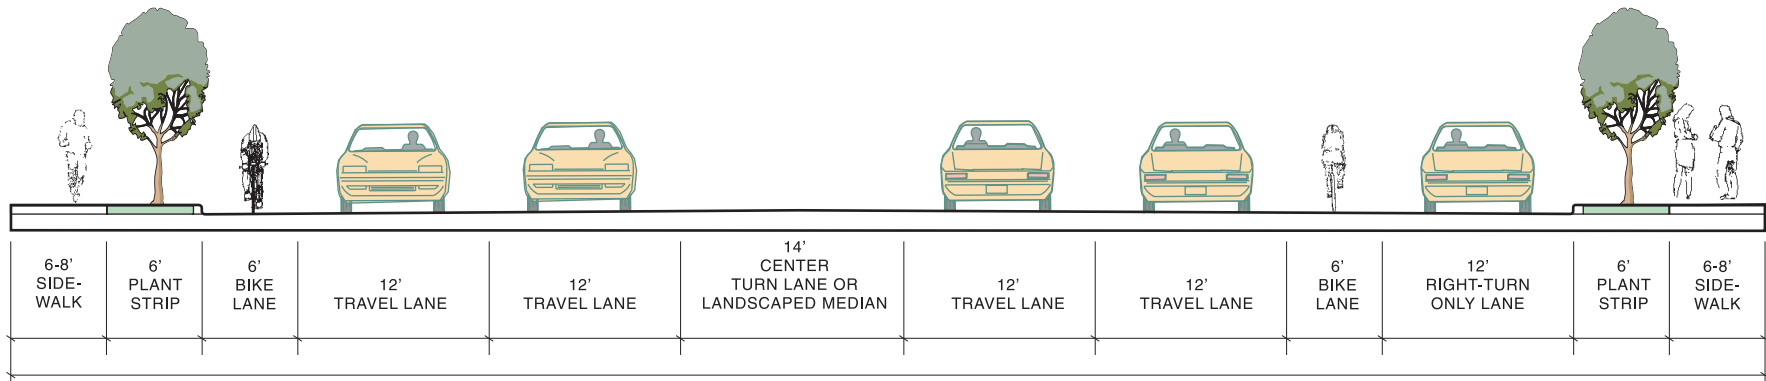 6-8’
SIDE-
WALK
6’
PLANT
STRIP
6’
BIKE
LANE
12’
TRAVEL LANE
12’
TRAVEL LANE
14’
CENTER
TURN LANE OR
LANDSCAPED MEDIAN
12’
TRAVEL LANE
12’
TRAVEL LANE
6’
BIKE
LANE
12’
RIGHT-TURN
ONLY LANE
6’
PLANT
STRIP
6-8’
SIDE-
WALK